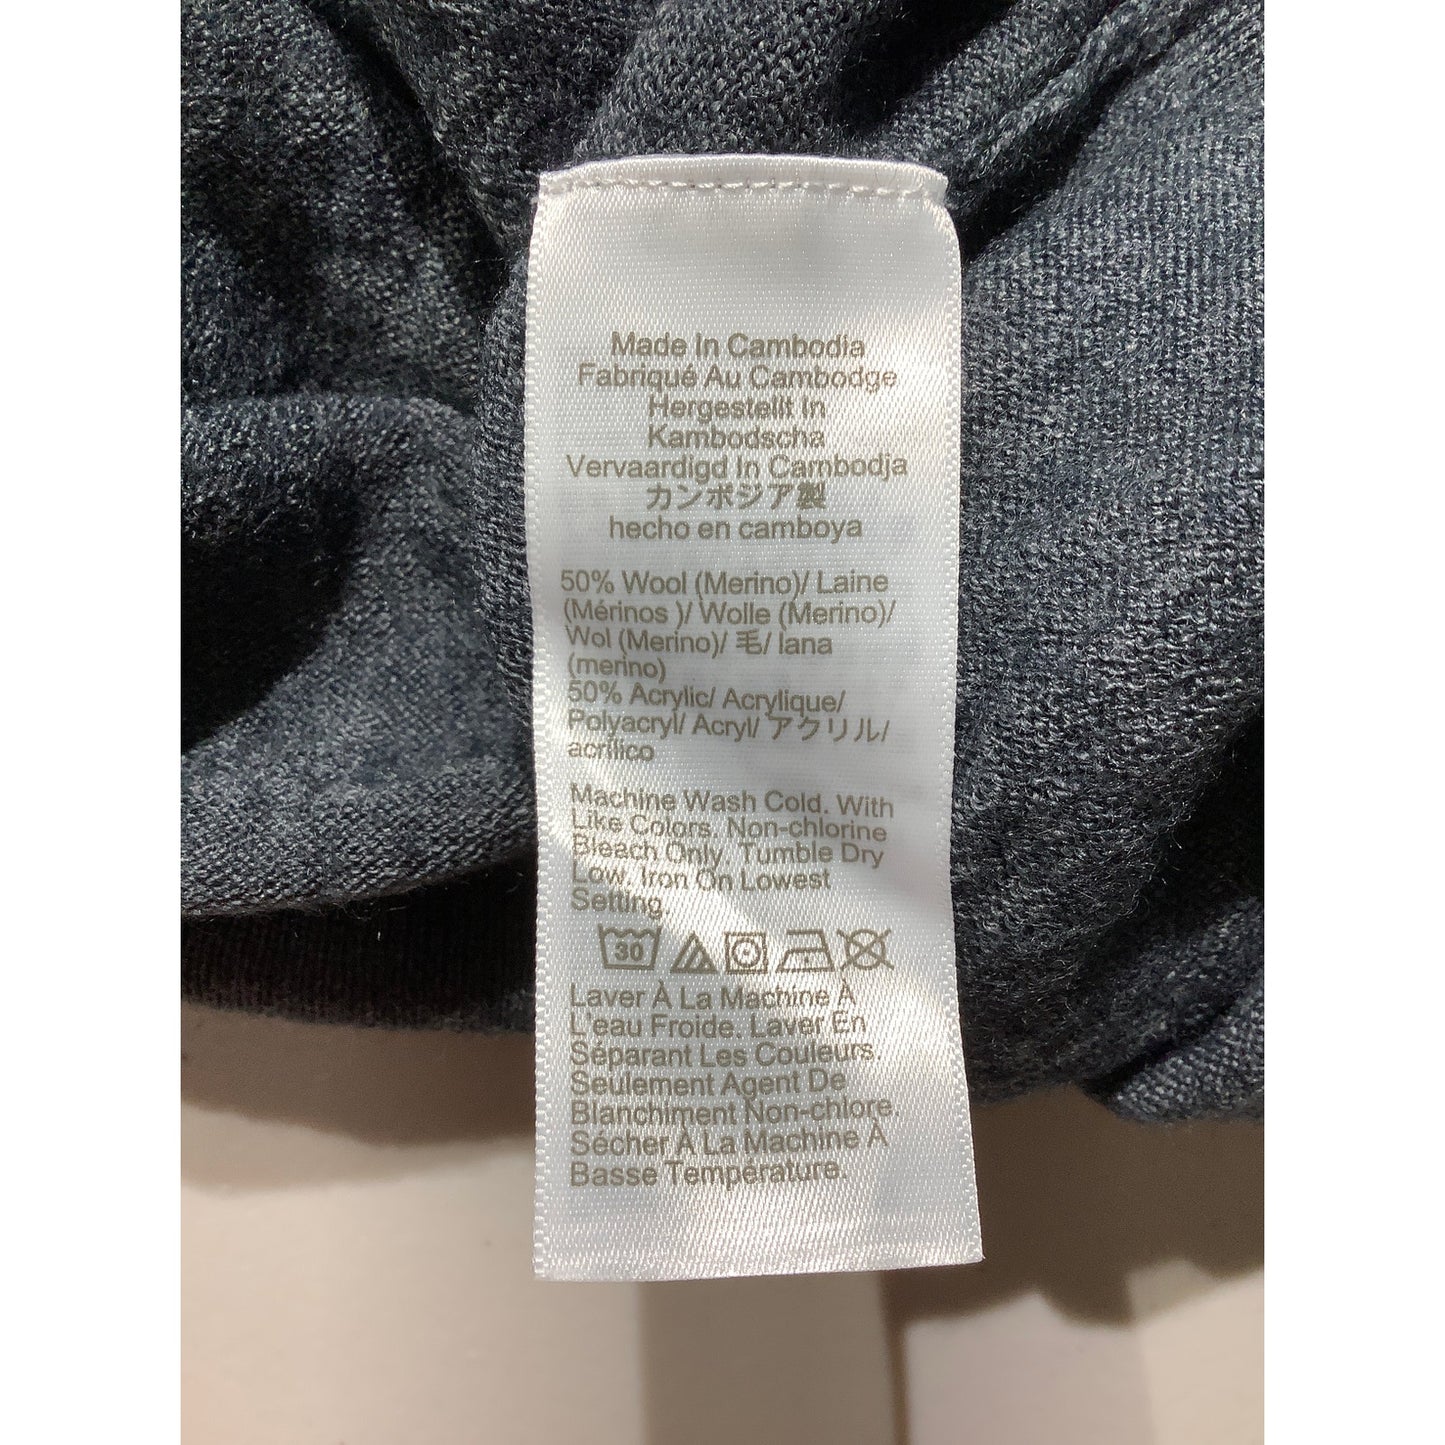 Made In Cambodia
Fabriqué Au Cambodge
Hergestellt In
Kambodscha
Vervaardigd In Cambodja
カンボジア製
hecho en camboya
50% Wool (Merino)/ Laine
(Mérinos )/ Wolle (Merino)/
Wol (Merino)/ 毛/ lana
(merino)
50% Acrylic/ Acrylique/
Polyacryl/ Acryl/ アクリル/
acrílico
Machine Wash Cold. With
Like Colors. Non-chlorine
Bleach Only. Tumble Dry
Low. Iron On Lowest
Setting.
30
Laver À La Machine À
L'eau Froide. Laver En
Séparant Les Couleurs.
Seulement Agent De
Blanchiment Non-chlore.
Sécher À La Machine À
Basse Température.